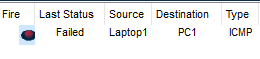 Fire Last Status Source Destination Type
Failed Laptop1 PC1 ICMP